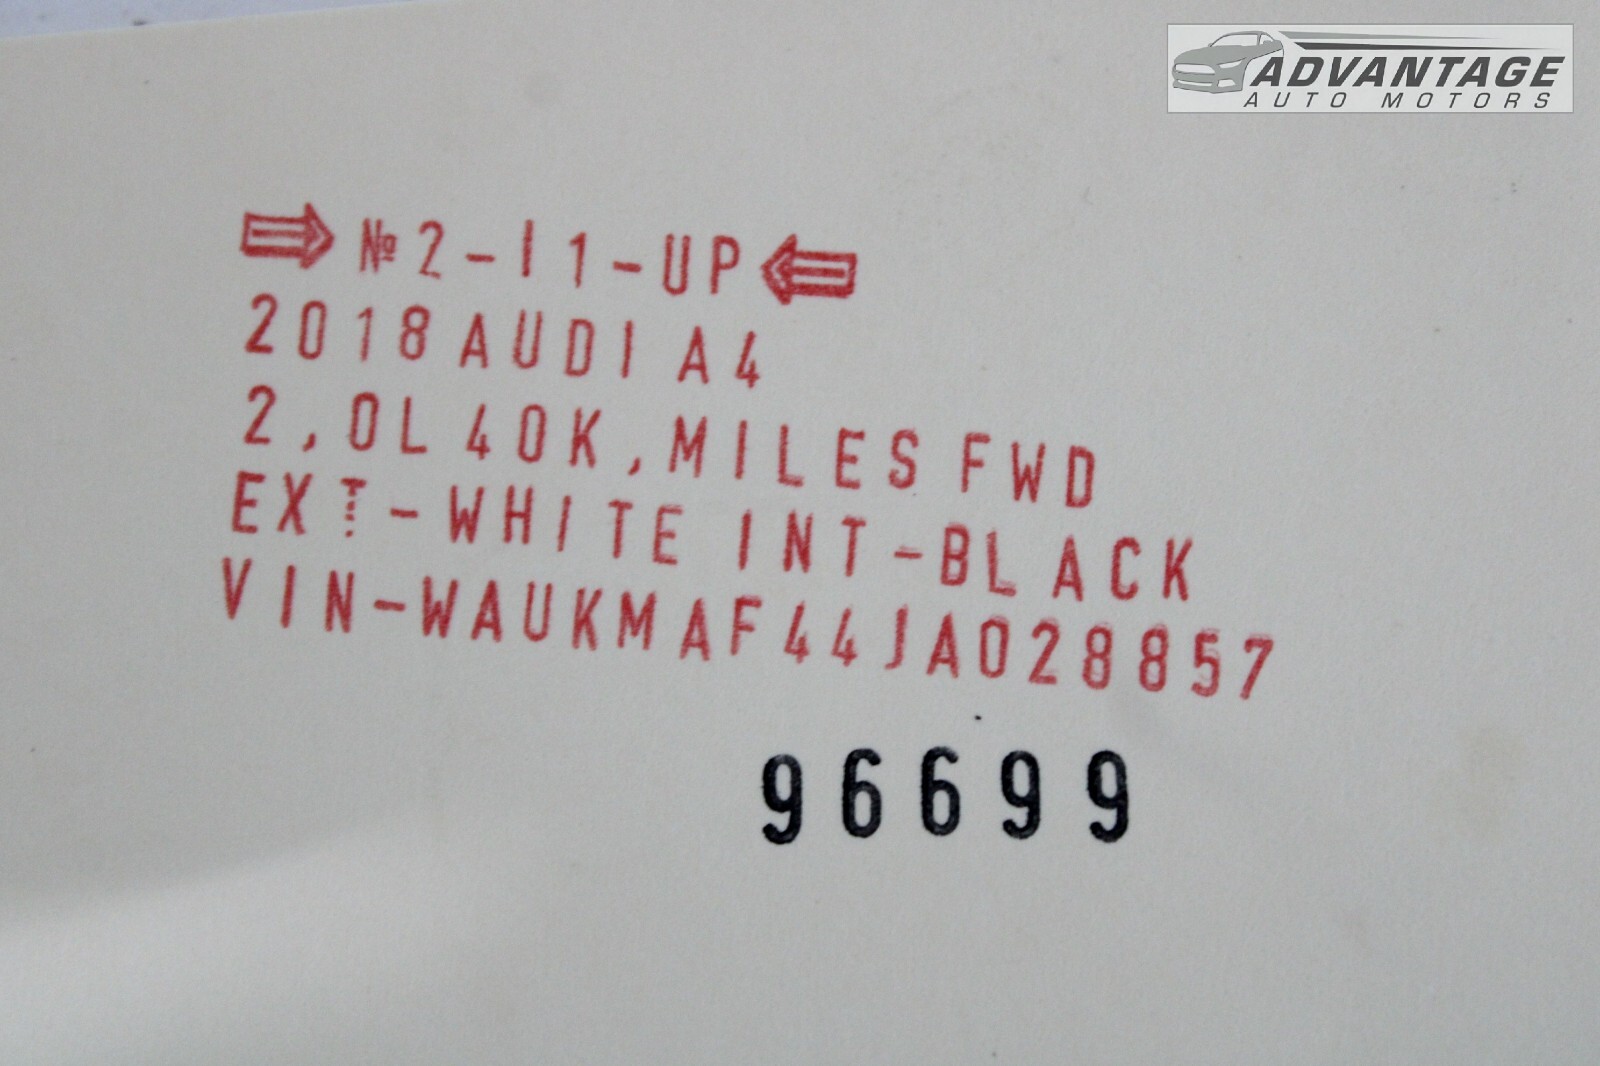 ADVANTAGE
AUTO MOTORS
⇒ №2-I1-UP ⇐
2018 AUDI A4
2,0L 40K,MILES FWD
EXT-WHITE INT-BLACK
VIN-WAUKMAF44JA028857
96699